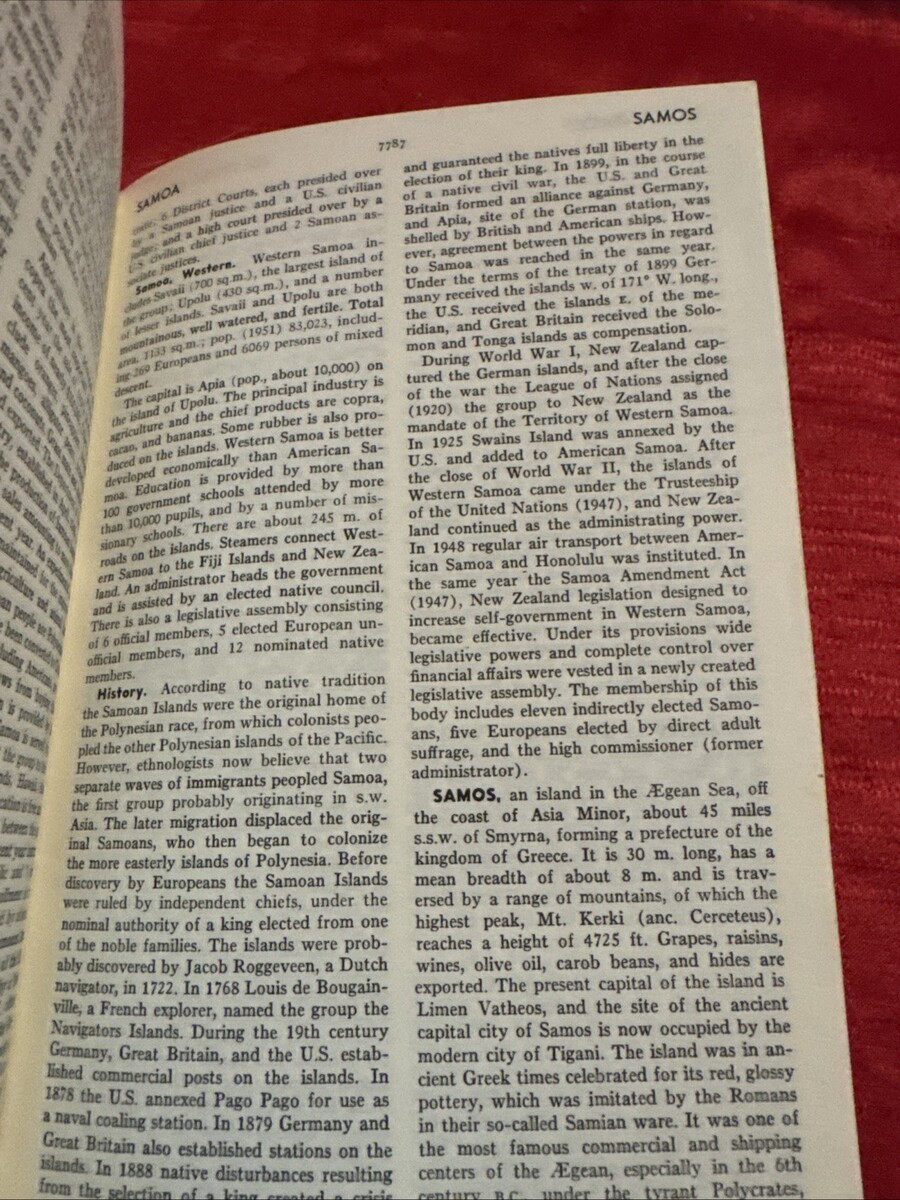 SAMOA
7787
SAMOS
6 District Courts, each presided over
by a Samoan justice and a U.S. civilian
judge; and a high court presided over by a
U.S. civilian chief justice and 2 Samoan as-
sociate justices.
Samoa, Western. Western Samoa in-
cludes Savaii (700 sq.m.), the largest island of
the group; Upolu (430 sq.m.), and a number
of lesser islands. Savaii and Upolu are both
mountainous, well watered, and fertile. Total
area, 1133 sq.m.; pop. (1951) 83,023, includ-
ing 269 Europeans and 6069 persons of mixed
descent.
The capital is Apia (pop., about 10,000) on
the island of Upolu. The principal industry is
agriculture and the chief products are copra,
cacao, and bananas. Some rubber is also pro-
duced on the islands. Western Samoa is better
developed economically than American Sa-
moa. Education is provided by more than
100 government schools attended by more
than 10,000 pupils, and by a number of mis-
sionary schools. There are about 245 m. of
roads on the islands. Steamers connect West-
ern Samoa to the Fiji Islands and New Zea-
land. An administrator heads the government
and is assisted by an elected native council.
There is also a legislative assembly consisting
of 6 official members, 5 elected European un-
official members, and 12 nominated native
members.
History. According to native tradition
the Samoan Islands were the original home of
the Polynesian race, from which colonists peo-
pled the other Polynesian islands of the Pacific.
However, ethnologists now believe that two
separate waves of immigrants peopled Samoa,
the first group probably originating in s.w.
Asia. The later migration displaced the orig-
inal Samoans, who then began to colonize
the more easterly islands of Polynesia. Before
discovery by Europeans the Samoan Islands
were ruled by independent chiefs, under the
nominal authority of a king elected from one
of the noble families. The islands were prob-
ably discovered by Jacob Roggeveen, a Dutch
navigator, in 1722. In 1768 Louis de Bougain-
ville, a French explorer, named the group the
Navigators Islands. During the 19th century
Germany, Great Britain, and the U.S. estab-
lished commercial posts on the islands. In
1878 the U.S. annexed Pago Pago for use as
a naval coaling station. In 1879 Germany and
Great Britain also established stations on the
islands. In 1888 native disturbances resulting
from the selection of a king created a crisis
and guaranteed the natives full liberty in the
election of their king. In 1899, in the course
of a native civil war, the U.S. and Great
Britain formed an alliance against Germany,
and Apia, site of the German station, was
shelled by British and American ships. How-
ever, agreement between the powers in regard
to Samoa was reached in the same year.
Under the terms of the treaty of 1899 Ger-
many received the islands w. of 171° W. long.,
the U.S. received the islands E. of the me-
ridian, and Great Britain received the Solo-
mon and Tonga islands as compensation.
During World War I, New Zealand cap-
tured the German islands, and after the close
of the war the League of Nations assigned
(1920) the group to New Zealand as the
mandate of the Territory of Western Samoa.
In 1925 Swains Island was annexed by the
U.S. and added to American Samoa. After
the close of World War II, the islands of
Western Samoa came under the Trusteeship
of the United Nations (1947), and New Zea-
land continued as the administrating power.
In 1948 regular air transport between Amer-
ican Samoa and Honolulu was instituted. In
the same year the Samoa Amendment Act
(1947), New Zealand legislation designed to
increase self-government in Western Samoa,
became effective. Under its provisions wide
legislative powers and complete control over
financial affairs were vested in a newly created
legislative assembly. The membership of this
body includes eleven indirectly elected Samo-
ans, five Europeans elected by direct adult
suffrage, and the high commissioner (former
administrator).
SAMOS, an island in the Ægean Sea, off
the coast of Asia Minor, about 45 miles
s.s.w. of Smyrna, forming a prefecture of the
kingdom of Greece. It is 30 m. long, has a
mean breadth of about 8 m. and is trav-
ersed by a range of mountains, of which the
highest peak, Mt. Kerki (anc. Cerceteus),
reaches a height of 4725 ft. Grapes, raisins,
wines, olive oil, carob beans, and hides are
exported. The present capital of the island is
Limen Vatheos, and the site of the ancient
capital city of Samos is now occupied by the
modern city of Tigani. The island was in an-
cient Greek times celebrated for its red, glossy
pottery, which was imitated by the Romans
in their so-called Samian ware. It was one of
the most famous commercial and shipping
centers of the Ægean, especially in the 6th
century B.C., under the tyrant Polycrates,